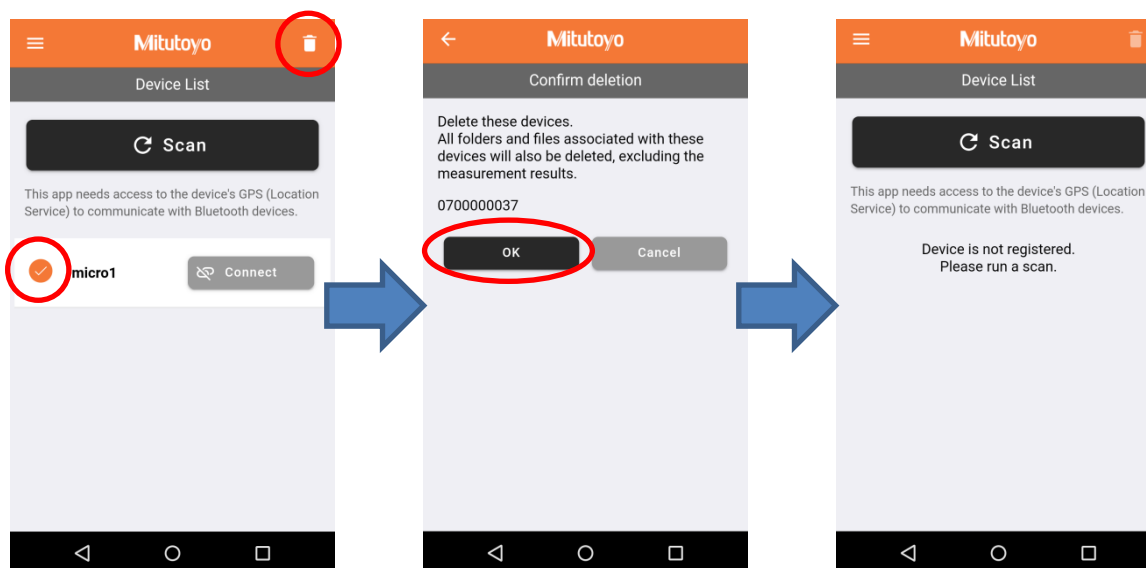 Mitutoyo
Device List
Scan
This app needs access to the device's GPS (Location
Service) to communicate with Bluetooth devices.
micro1
Connect
Mitutoyo
Confirm deletion
Delete these devices.
All folders and files associated with these
devices will also be deleted, excluding the
measurement results.
0700000037
OK
Cancel
Mitutoyo
Device List
Scan
This app needs access to the device's GPS (Location
Service) to communicate with Bluetooth devices.
Device is not registered.
Please run a scan.